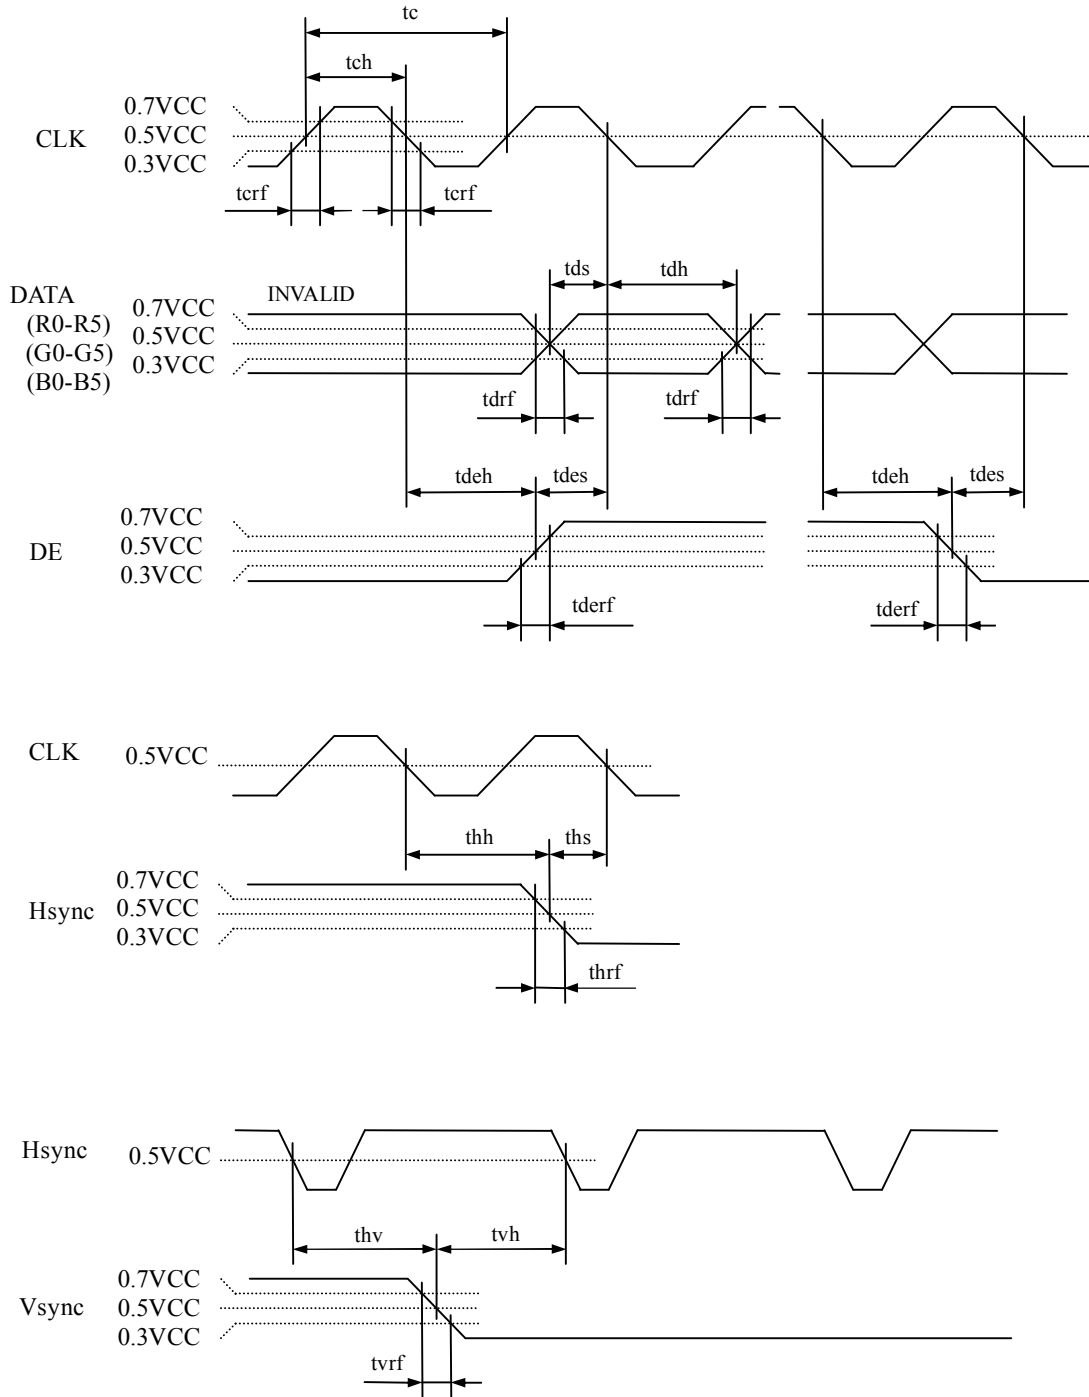 tc
tch
0.7VCC
CLK
0.5VCC
0.3VCC
tcrf
tcrf
tds
tdh
DATA
INVALID
0.7VCC
(R0-R5)
0.5VCC
(G0-G5)
0.3VCC
(B0-B5)
tdrf
tdrf
tdeh
tdes
tdeh
tdes
0.7VCC
DE
0.5VCC
0.3VCC
tderf
tderf
CLK
0.5VCC
thh
ths
0.7VCC
Hsync
0.5VCC
0.3VCC
thrf
Hsync
0.5VCC
thv
tvh
0.7VCC
Vsync
0.5VCC
0.3VCC
tvrf